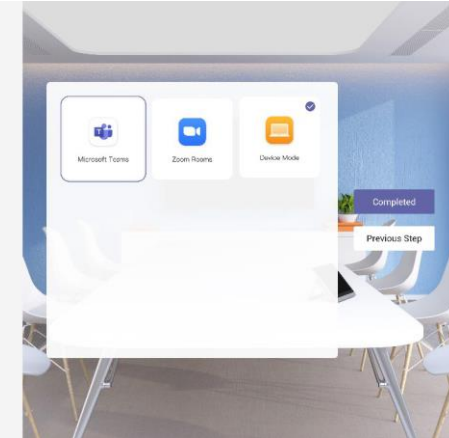 Microsoft Teams
Zoom Rooms
Device Mode
Completed
Previous Step